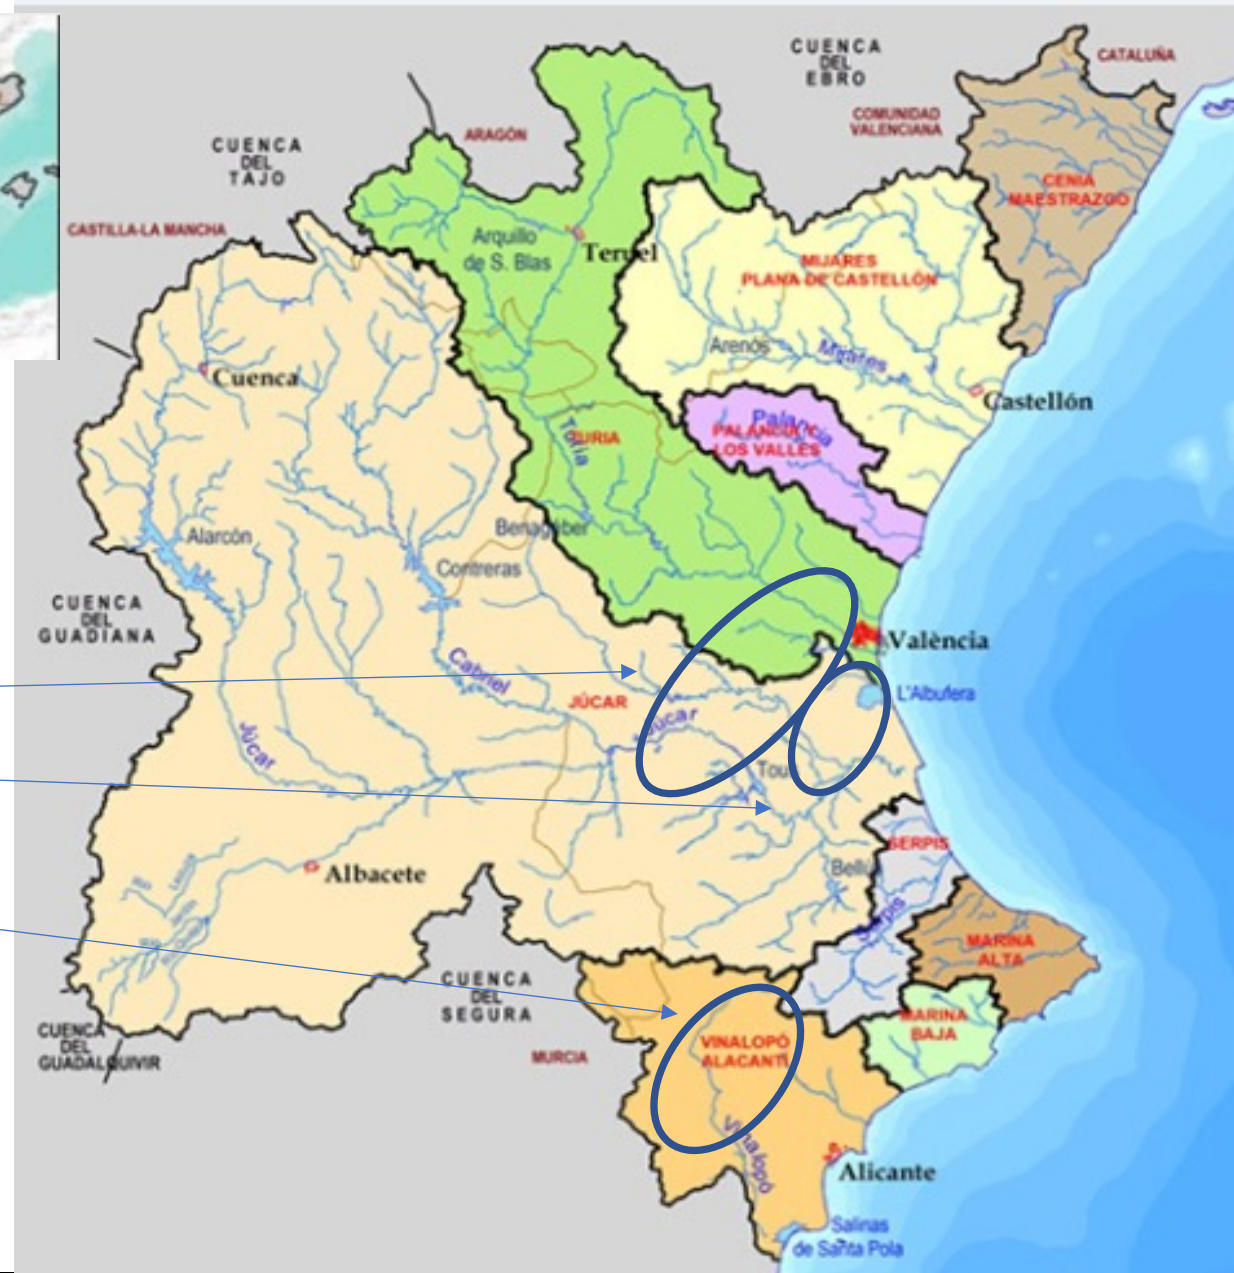 CUENCA
DEL
EBRO
CATALUÑA
COMUNIDAD
VALENCIANA
ARAGÓN
CUENCA
DEL
TAJO
CENIA
MAESTRAZGO
CASTILLA-LA MANCHA
Arquillo
de S. Blas
Teruel
MIJARES
PLANA DE CASTELLÓN
Arenós
Mijares
Cuenca
Castellón
Palancia
PALANCIA Y
LOS VALLES
Turia
TURIA
Alarcón
Benagéber
Contreras
CUENCA
DEL
GUADIANA
València
Cabriel
L'Albufera
JÚCAR
Júcar
Júcar
Tou
SERPIS
Albacete
Bellú
Serpis
MARINA
ALTA
CUENCA
DEL
SEGURA
CUENCA
DEL
GUADALQUIVIR
MARINA
BAJA
MURCIA
VINALOPÓ
ALACANTÍ
Vinalopó
Alicante
Salinas
de Santa Pola